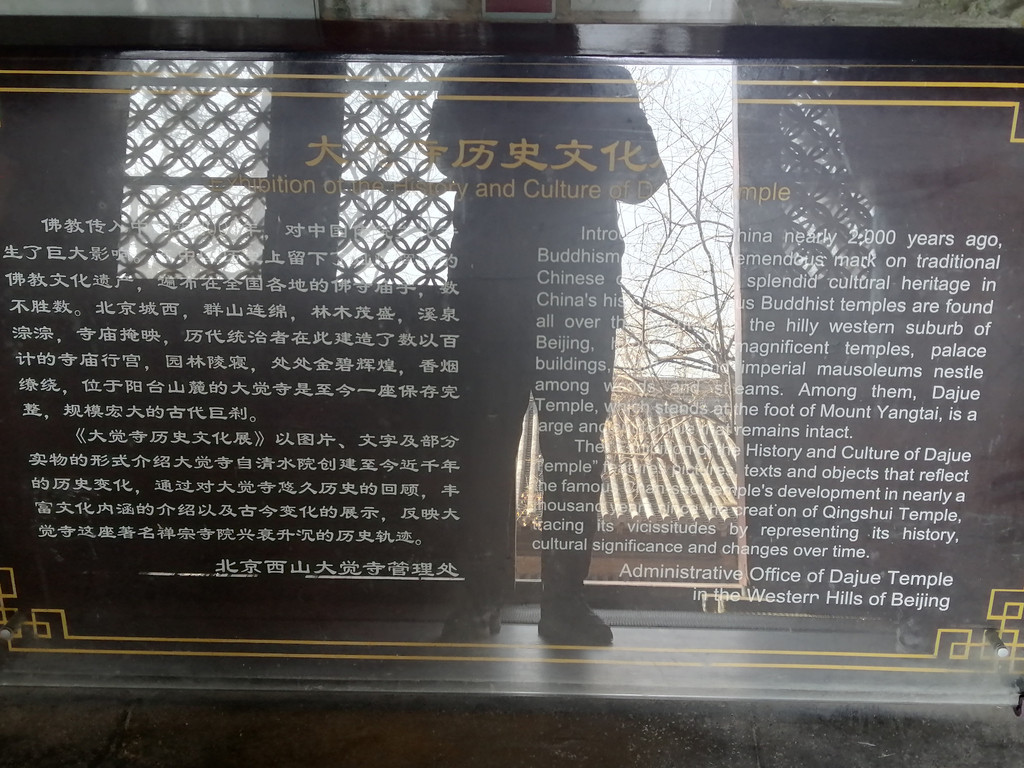 大 寺历史文化
Exhibition of the History and Culture of Temple
佛教传入 对中国
生了巨大影 上留下了
佛教文化遗产，遍布在全国各地的佛寺庙宇，数
不胜数。北京城西，群山连绵，林木茂盛，溪泉
淙淙，寺庙掩映，历代统治者在此建造了数以百
计的寺庙行宫，园林陵寝，处处金碧辉煌，香烟
缭绕，位于阳台山麓的大觉寺是至今一座保存完
整，规模宏大的古代巨刹。
《大觉寺历史文化展》以图片、文字及部分
实物的形式介绍大觉寺自清水院创建至今近千年
的历史变化，通过对大觉寺悠久历史的回顾，丰
富文化内涵的介绍以及古今变化的展示，反映大
觉寺这座著名禅宗寺院兴衰升沉的历史轨迹。
北京西山大觉寺管理处
nearly 2,000 years ago,
Buddhism mark on traditional
Chinese splendid cultural heritage in
China's Buddhist temples are found
all over the hilly western suburb of
Beijing, magnificent temples, palace
buildings, imperial mausoleums nestle
among woods and streams. Among them, Dajue
Temple, which stends at the foot of Mount Yangtai, is a
large and remains intact.
The of the History and Culture of Dajue
Temple" texts and objects that reflect
the famous temple's development in nearly a
thousand creation of Qingshui Temple,
tracing its vicissitudes by representing its history,
cultural significance and changes over time.
Administrative Office of Dajue Temple
in the Western Hills of Beijing